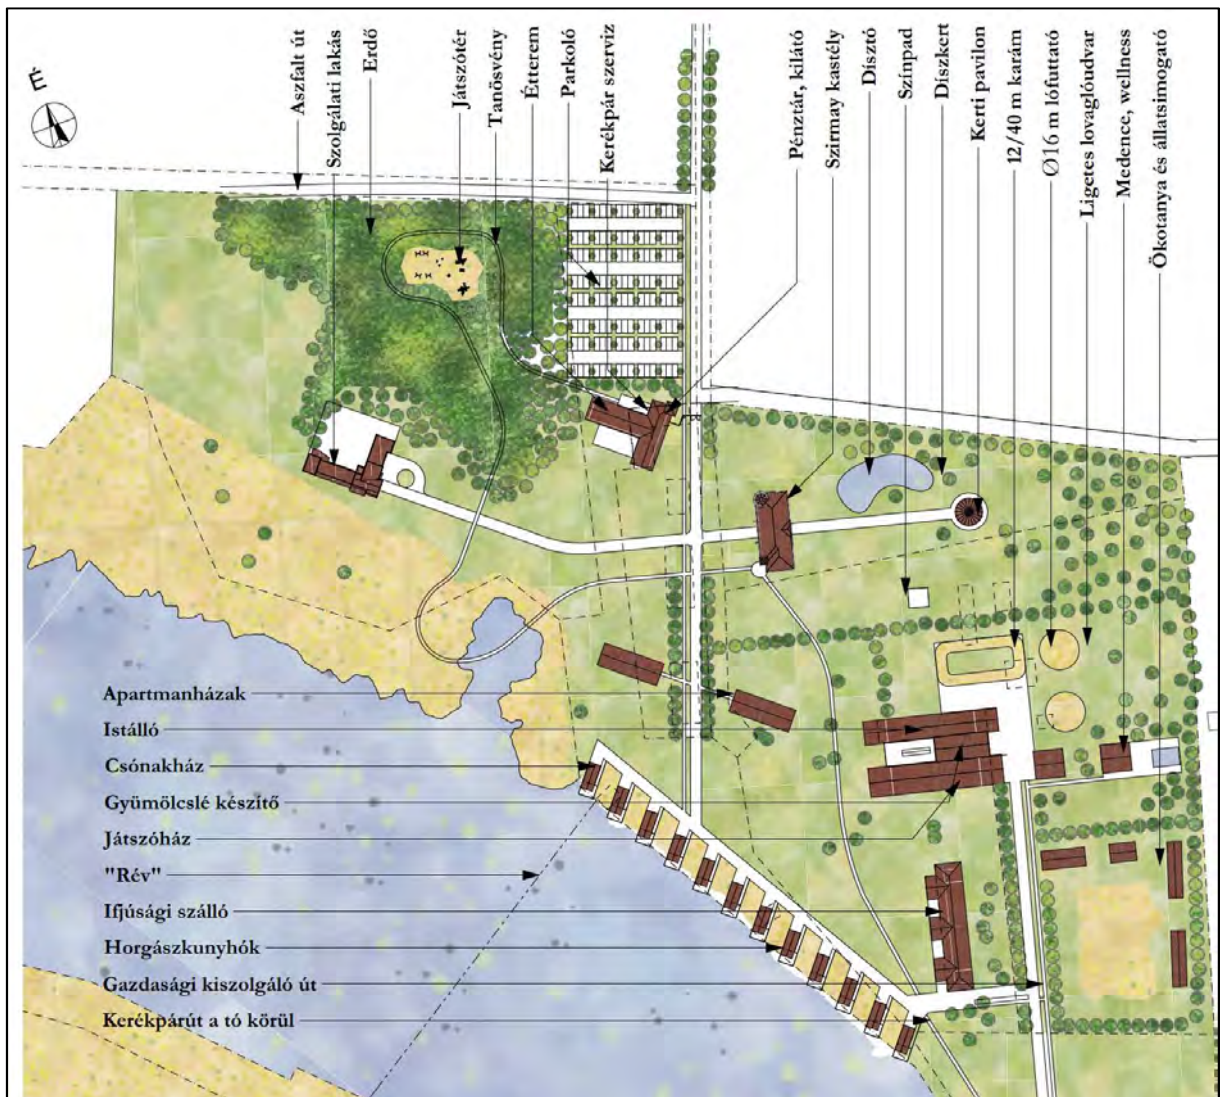 É
Aszfalt út
Szolgálati lakás
Erdő
Játszótér
Tanösvény
Étterem
Parkoló
Kerékpár szerviz
Pénztár, kilátó
Szirmay kastély
Dísztó
Színpad
Díszkert
Kerti pavilon
12/40 m karám
Ø16 m lófuttató
Ligetes lovaglóudvar
Medence, wellness
Ökotanya és állatsimogató
Apartmanházak
Istálló
Csónakház
Gyümölcslé készítő
Játszóház
"Rév"
Ifjúsági szálló
Horgászkunyhók
Gazdasági kiszolgáló út
Kerékpárút a tó körül